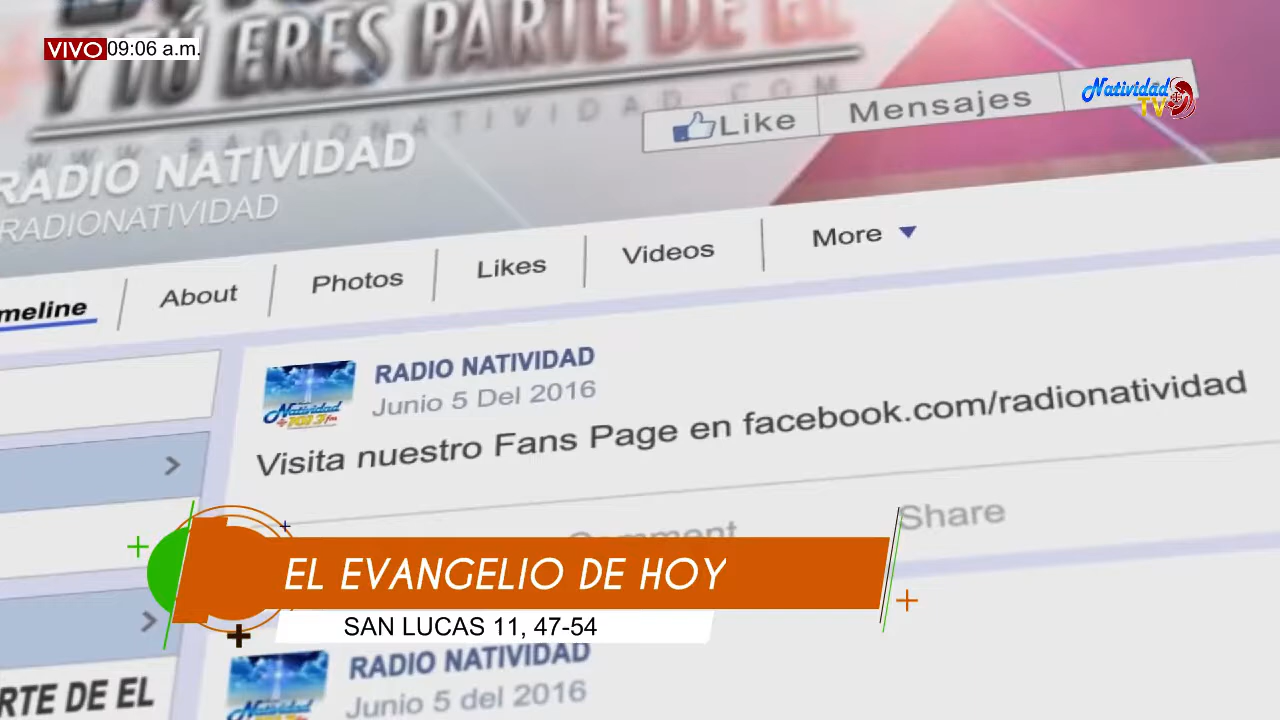 VIVO 09:06 a.m.
Y TÚ ERES PARTE DE EL
WWW.RADIONATIVIDAD.COM
Natividad
TV
Like
Mensajes
RADIO NATIVIDAD
RADIONATIVIDAD
meline
About
Photos
Likes
Videos
More
RADIO NATIVIDAD
Junio 5 Del 2016
Natividad
Visita nuestro Fans Page en facebook.com/radionatividad
Comment
Share
EL EVANGELIO DE HOY
SAN LUCAS 11, 47-54
RADIO NATIVIDAD
Junio 5 del 2016
RTE DE EL